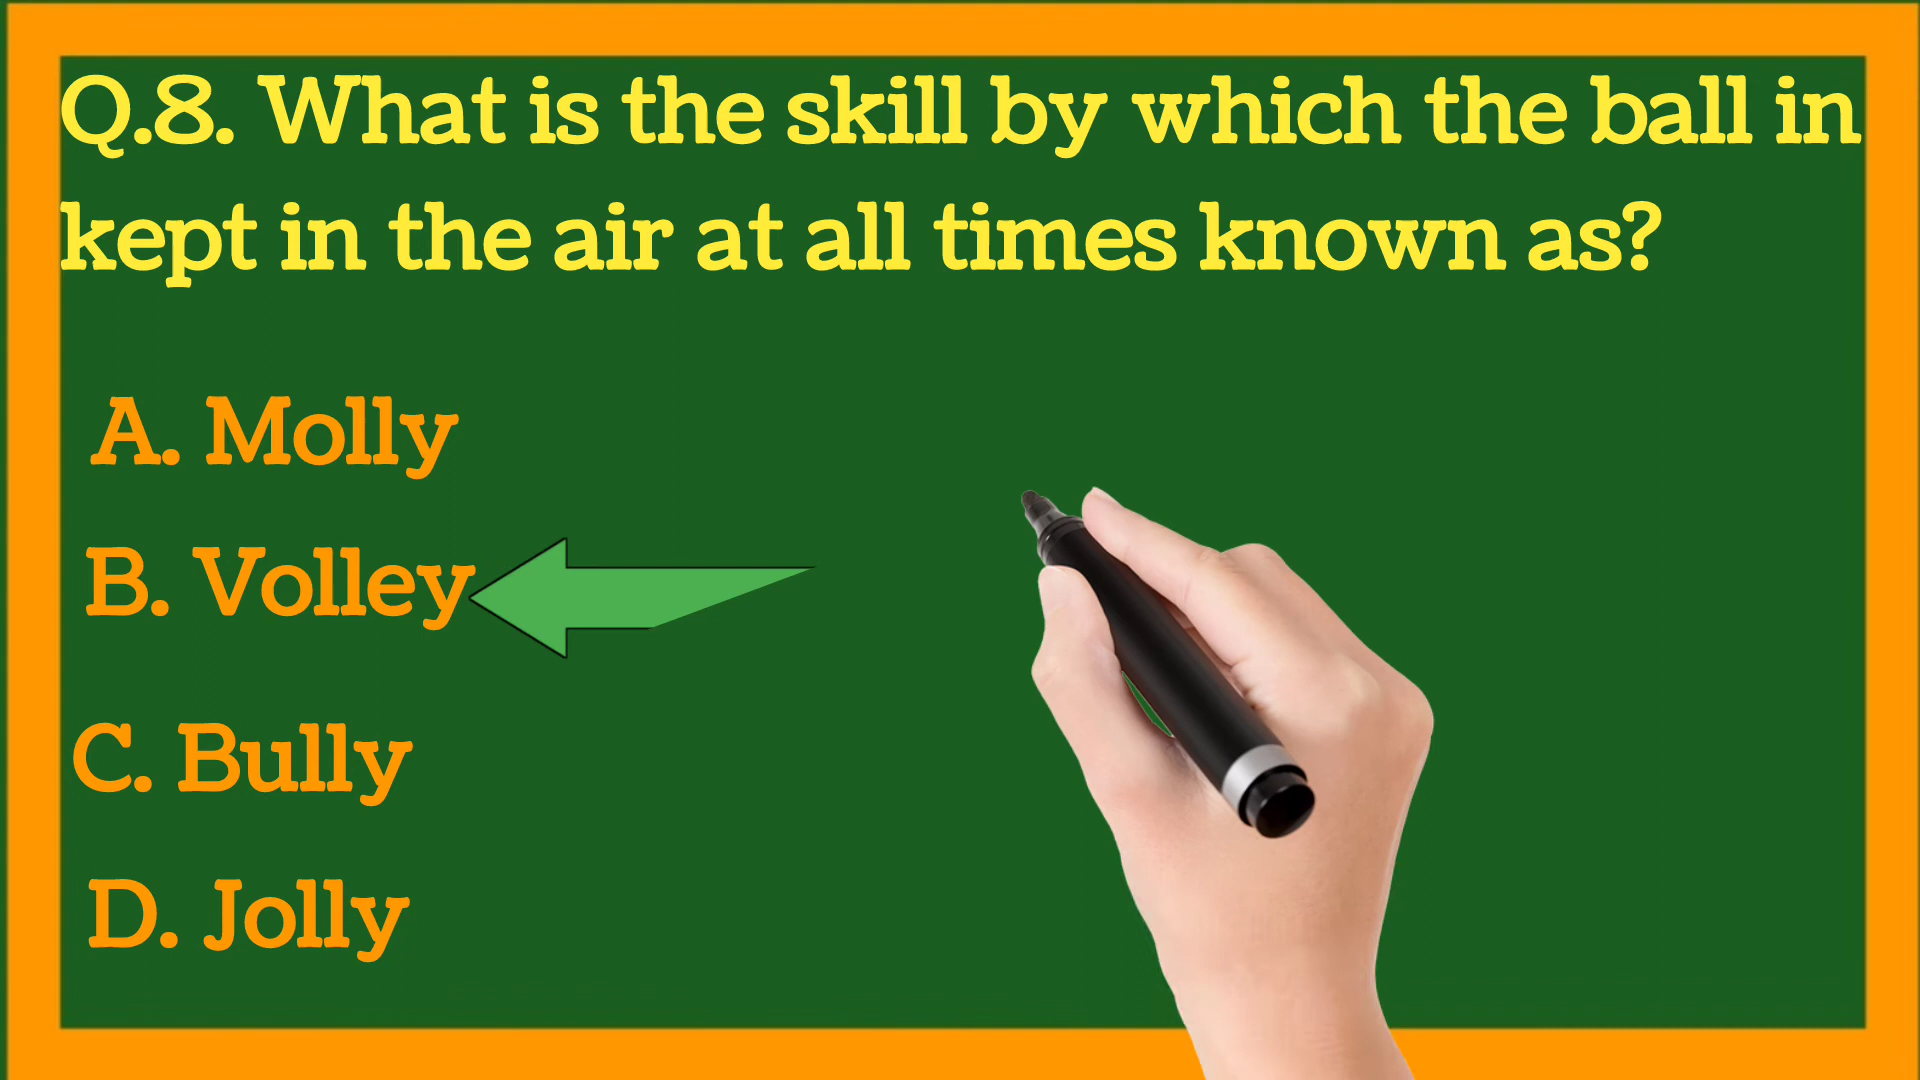 Q.8. What is the skill by which the ball in
kept in the air at all times known as?
A. Molly
B. Volley
C. Bully
D. Jolly